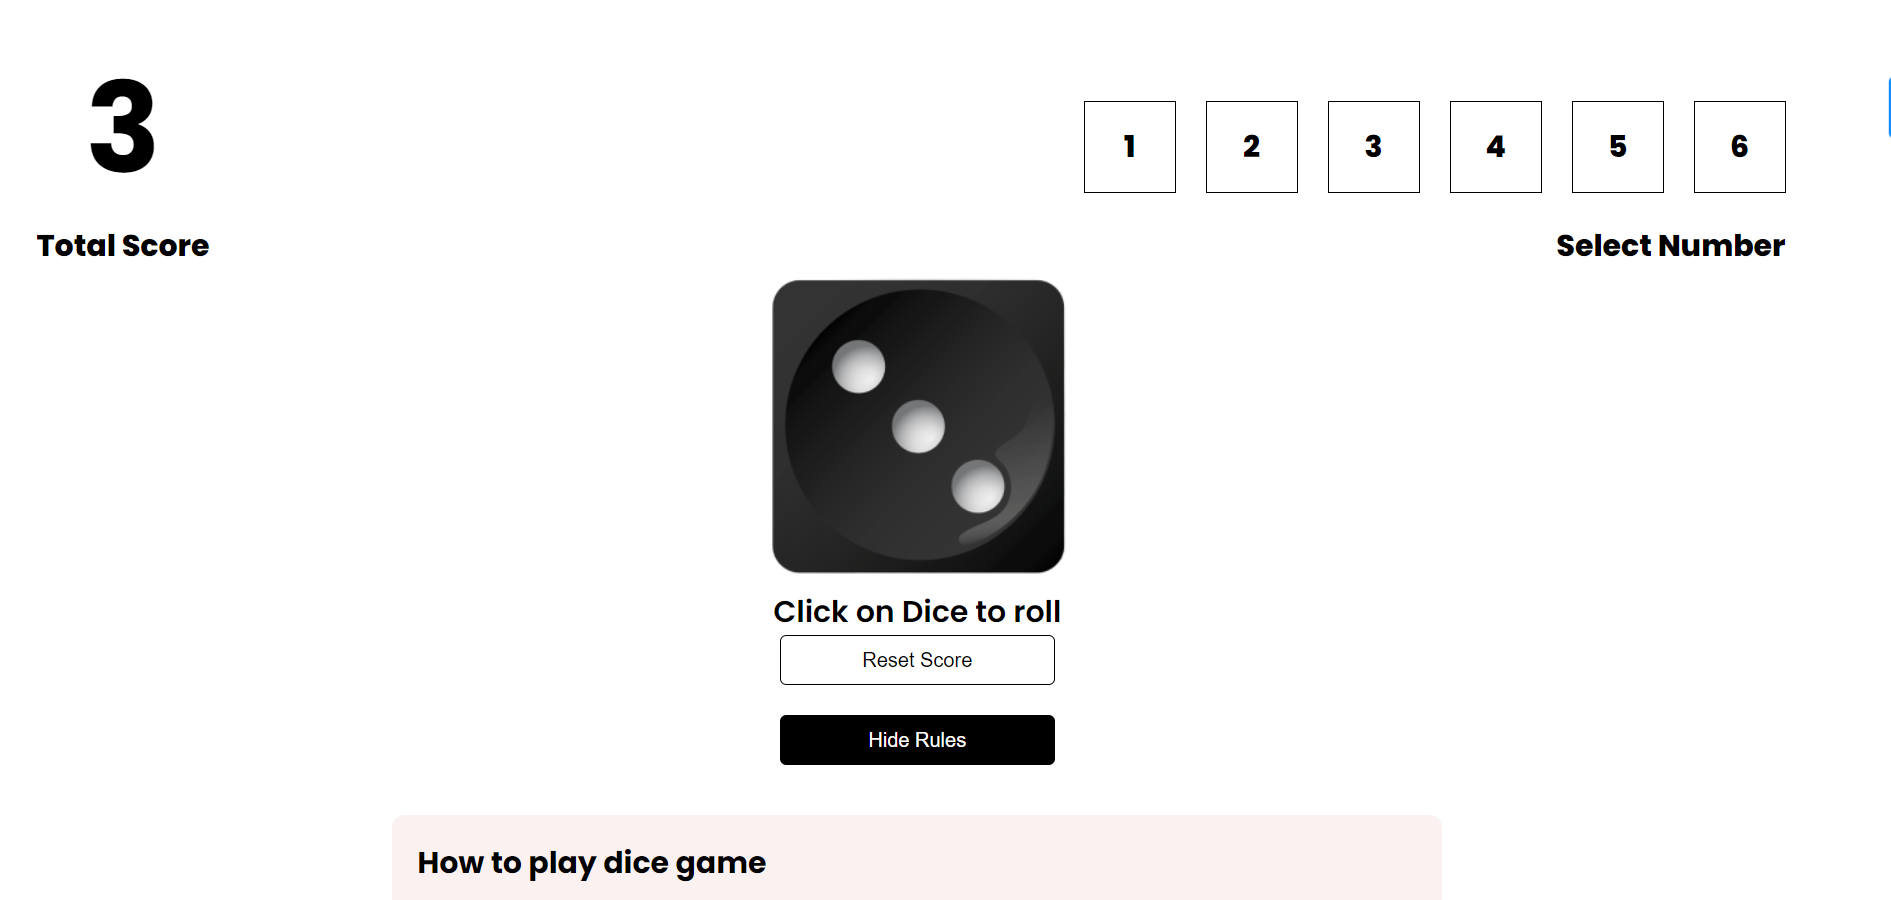 3
1 2 3 4 5 6
Total Score
Select Number
Click on Dice to roll
Reset Score
Hide Rules
How to play dice game